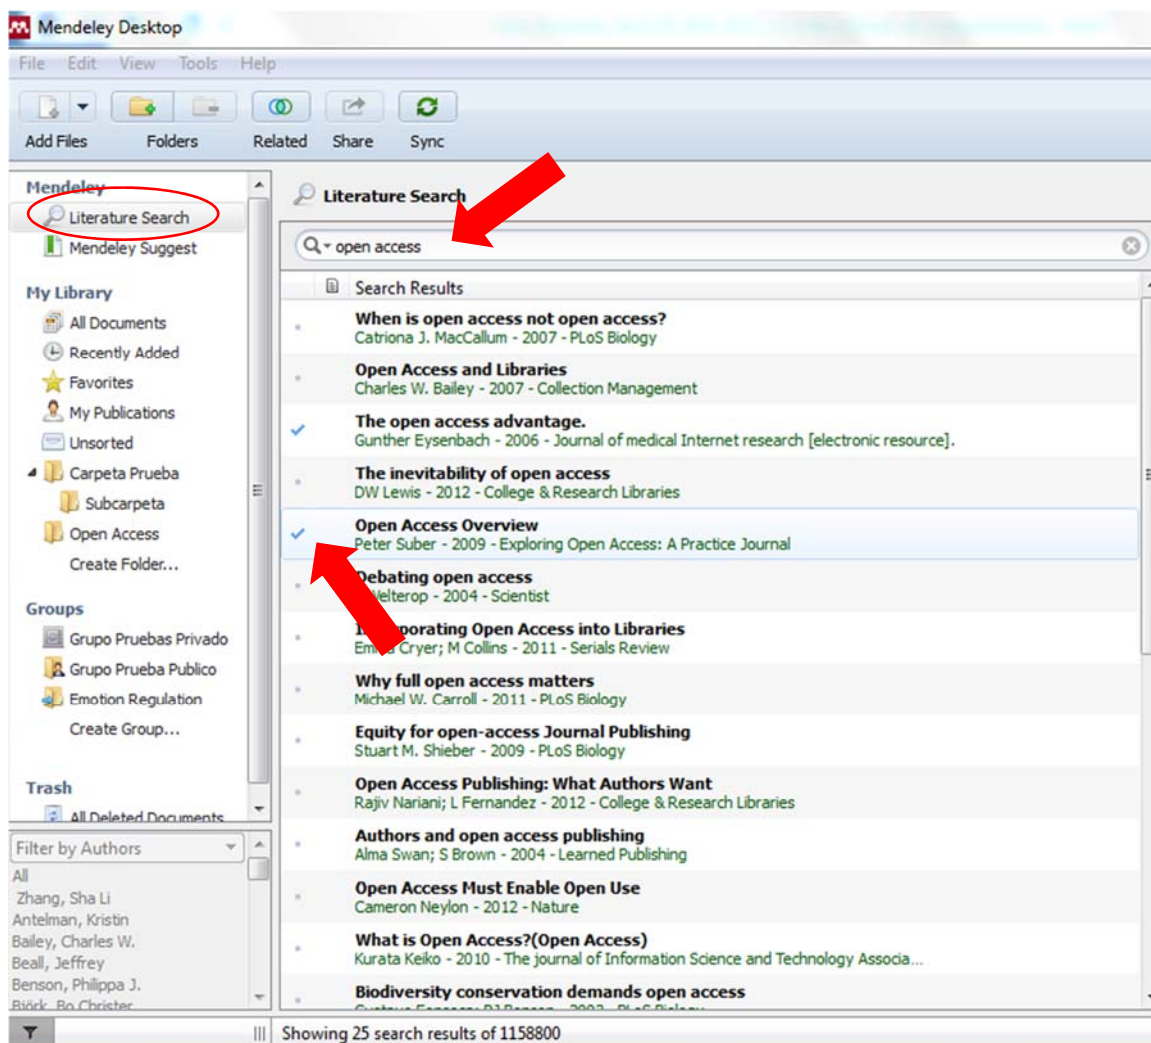 Mendeley Desktop
File Edit View Tools Help
Add Files Folders Related Share Sync
Mendeley
Literature Search
Mendeley Suggest
My Library
All Documents
Recently Added
Favorites
My Publications
Unsorted
Carpeta Prueba
Subcarpeta
Open Access
Create Folder...
Groups
Grupo Pruebas Privado
Grupo Prueba Publico
Emotion Regulation
Create Group...
Trash
All Deleted Documents
Filter by Authors
All
Zhang, Sha Li
Antelman, Kristin
Bailey, Charles W.
Beall, Jeffrey
Benson, Philippa J.
Björk, Bo Christer
Literature Search
open access
Search Results
When is open access not open access?
Catriona J. MacCallum - 2007 - PLoS Biology
Open Access and Libraries
Charles W. Bailey - 2007 - Collection Management
The open access advantage.
Gunther Eysenbach - 2006 - Journal of medical Internet research [electronic resource].
The inevitability of open access
DW Lewis - 2012 - College & Research Libraries
Open Access Overview
Peter Suber - 2009 - Exploring Open Access: A Practice Journal
Debating open access
Velterop - 2004 - Scientist
Open Access into Libraries
Cryer; M Collins - 2011 - Serials Review
Why full open access matters
Michael W. Carroll - 2011 - PLoS Biology
Equity for open-access Journal Publishing
Stuart M. Shieber - 2009 - PLoS Biology
Open Access Publishing: What Authors Want
Rajiv Nariani; L Fernandez - 2012 - College & Research Libraries
Authors and open access publishing
Alma Swan; S Brown - 2004 - Learned Publishing
Open Access Must Enable Open Use
Cameron Neylon - 2012 - Nature
What is Open Access?(Open Access)
Kurata Keiko - 2010 - The journal of Information Science and Technology Associa...
Biodiversity conservation demands open access
Showing 25 search results of 1158800